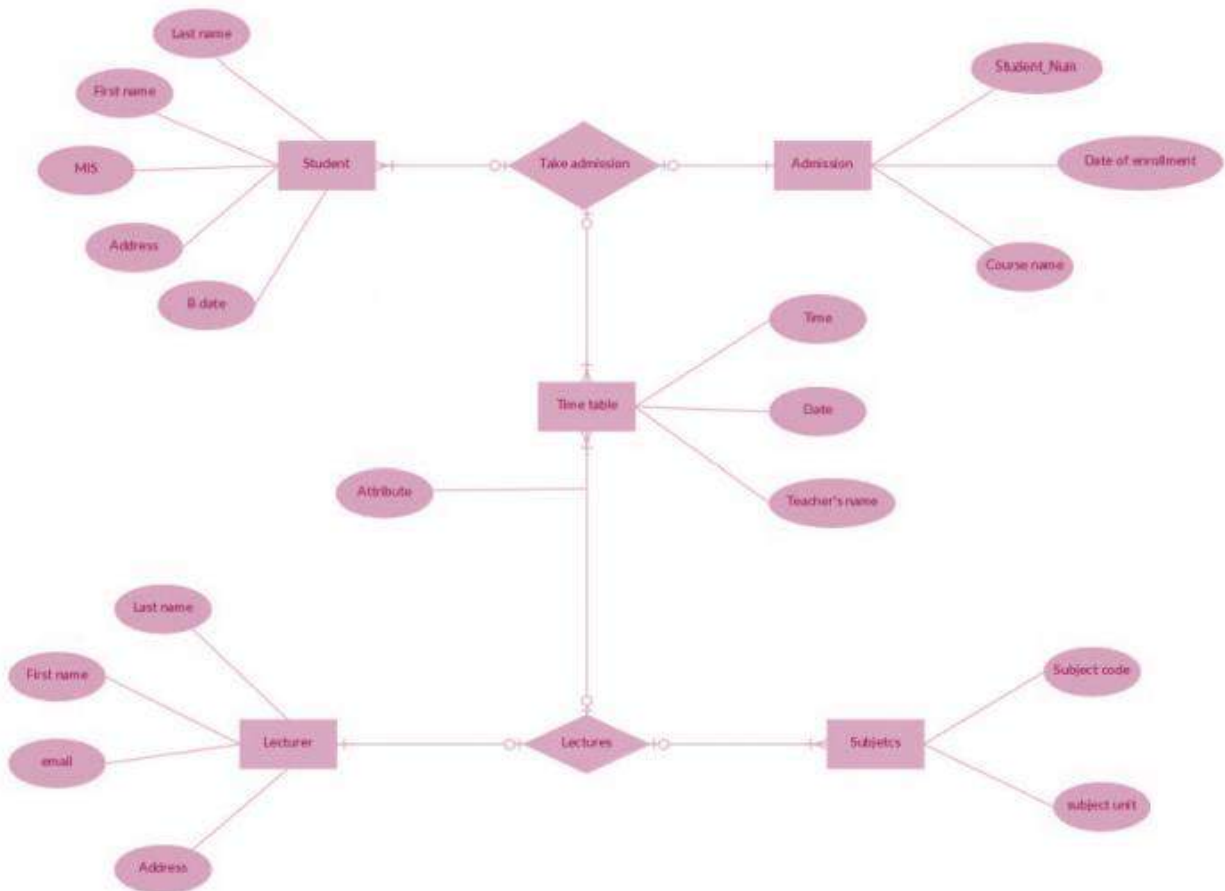 Last name
Student_Num
First name
Student
Take admission
Admission
Date of enrollment
MIS
Address
Course name
B date
Time
Time table
Date
Attribute
Teacher's name
Last name
First name
Subject code
Lecturer
Lectures
Subjetcs
email
subject unit
Address